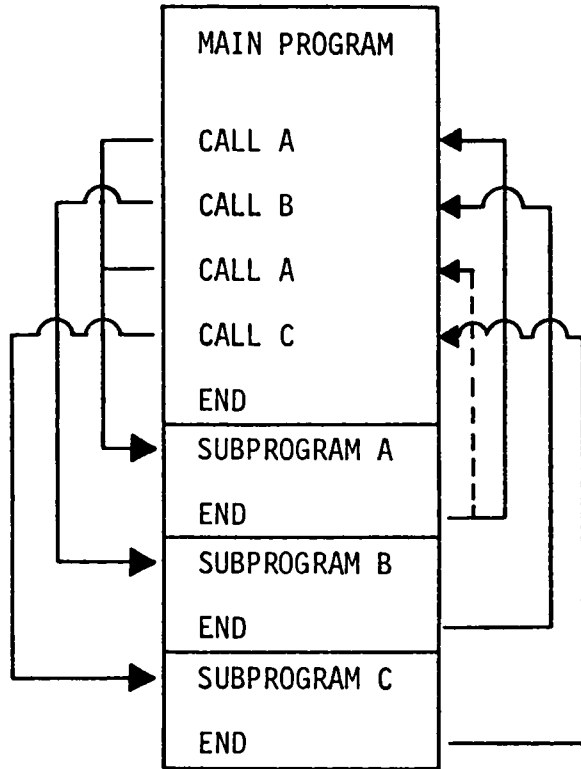 MAIN PROGRAM
CALL A
CALL B
CALL A
CALL C
END
SUBPROGRAM A
END
SUBPROGRAM B
END
SUBPROGRAM C
END